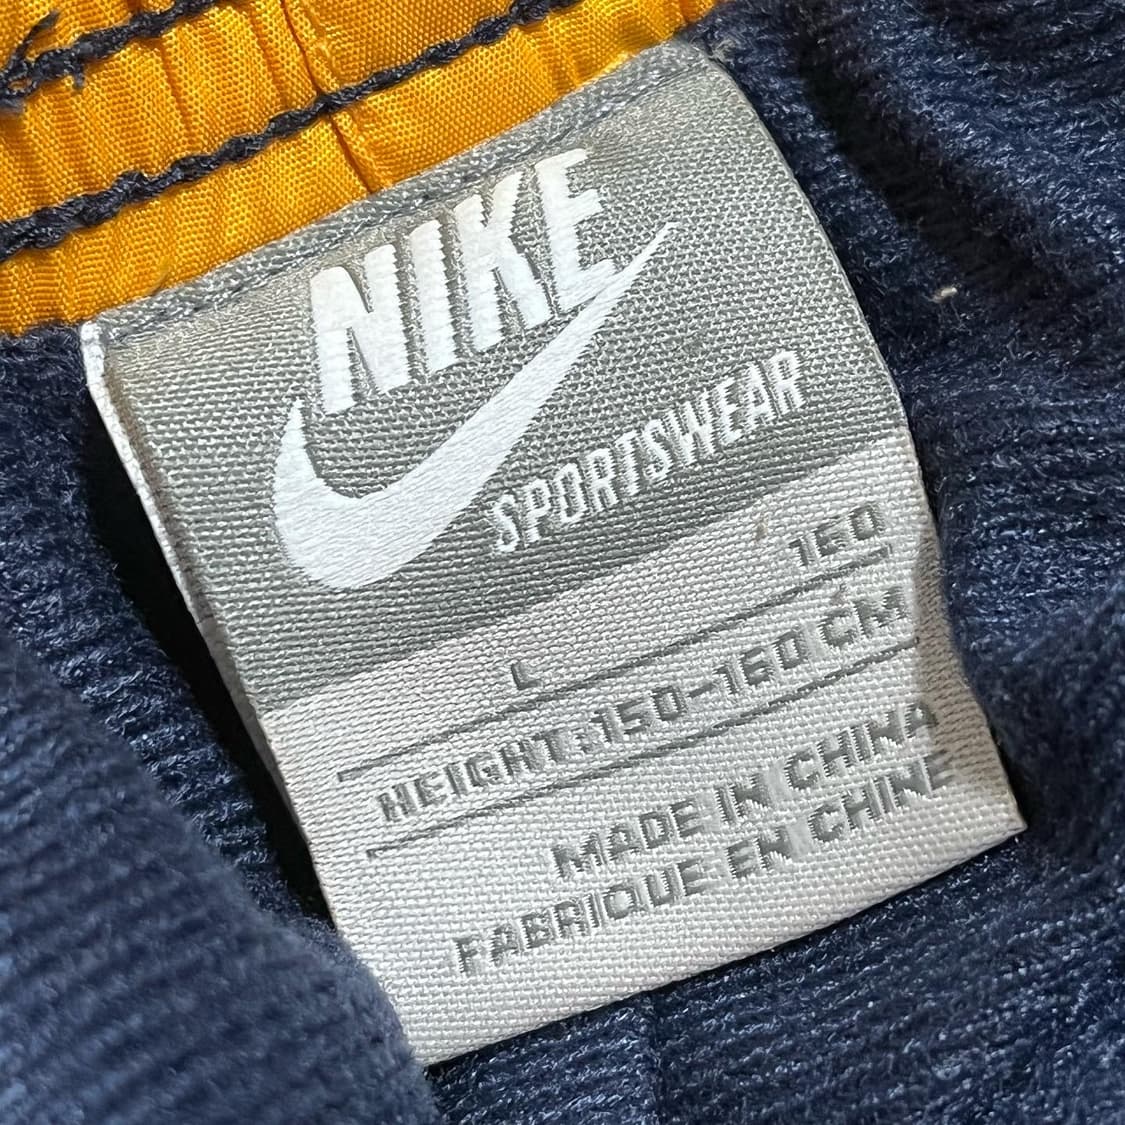 NIKE
SPORTSWEAR
L 160
HEIGHT:150-160 CM
MADE IN CHINA
FABRIQUE EN CHINE